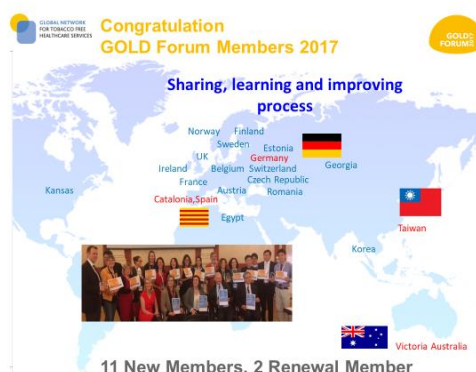 GLOBAL NETWORK
FOR TOBACCO FREE
HEALTHCARE SERVICES
Congratulation
GOLD Forum Members 2017
GOLD
FORUM
Sharing, learning and improving
process
Norway Finland
Sweden
Estonia
UK
Germany
Ireland Belgium Switzerland Georgia
Kansas
France Czech Republic
Austria Romania
Catalonia,Spain
Egypt
Taiwan
Korea
Victoria Australia
11 New Members, 2 Renewal Member